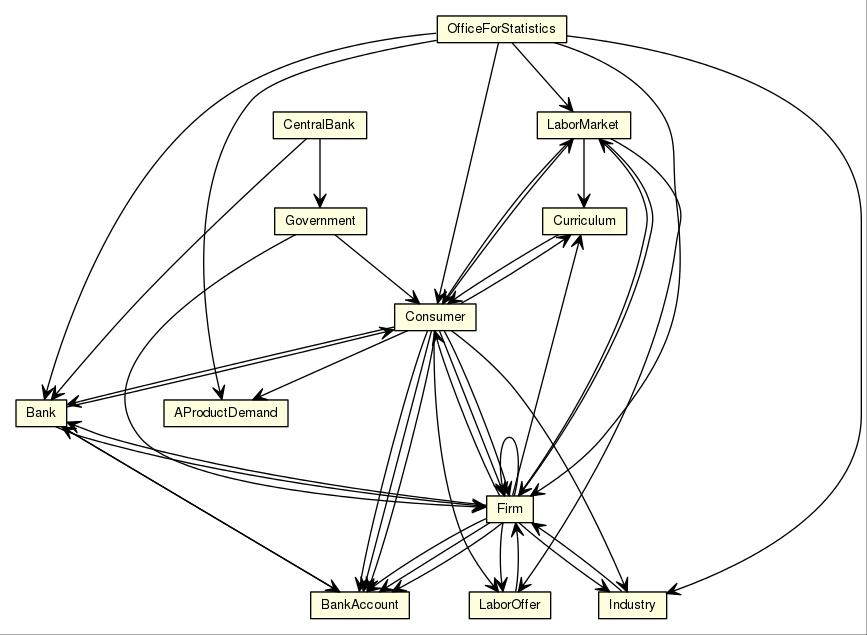 OfficeForStatistics
CentralBank
LaborMarket
Government
Curriculum
Consumer
Bank
AProductDemand
Firm
BankAccount
LaborOffer
Industry